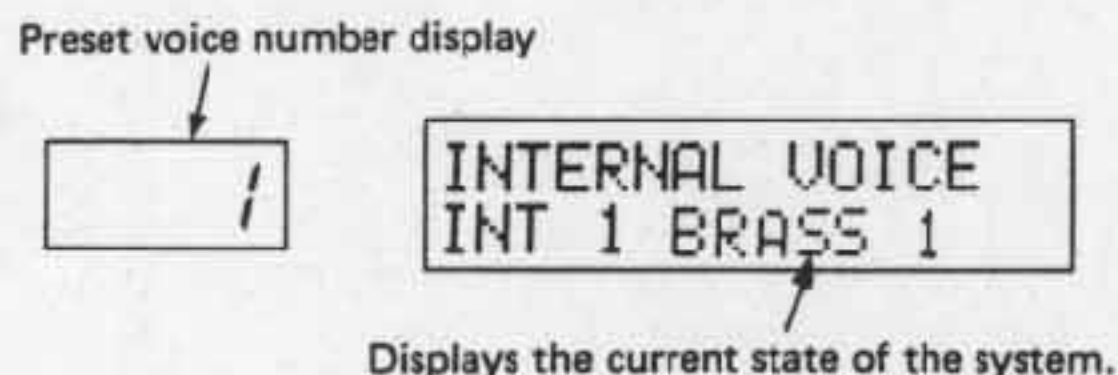 Preset voice number display
1
INTERNAL VOICE
INT 1 BRASS 1
Displays the current state of the system.